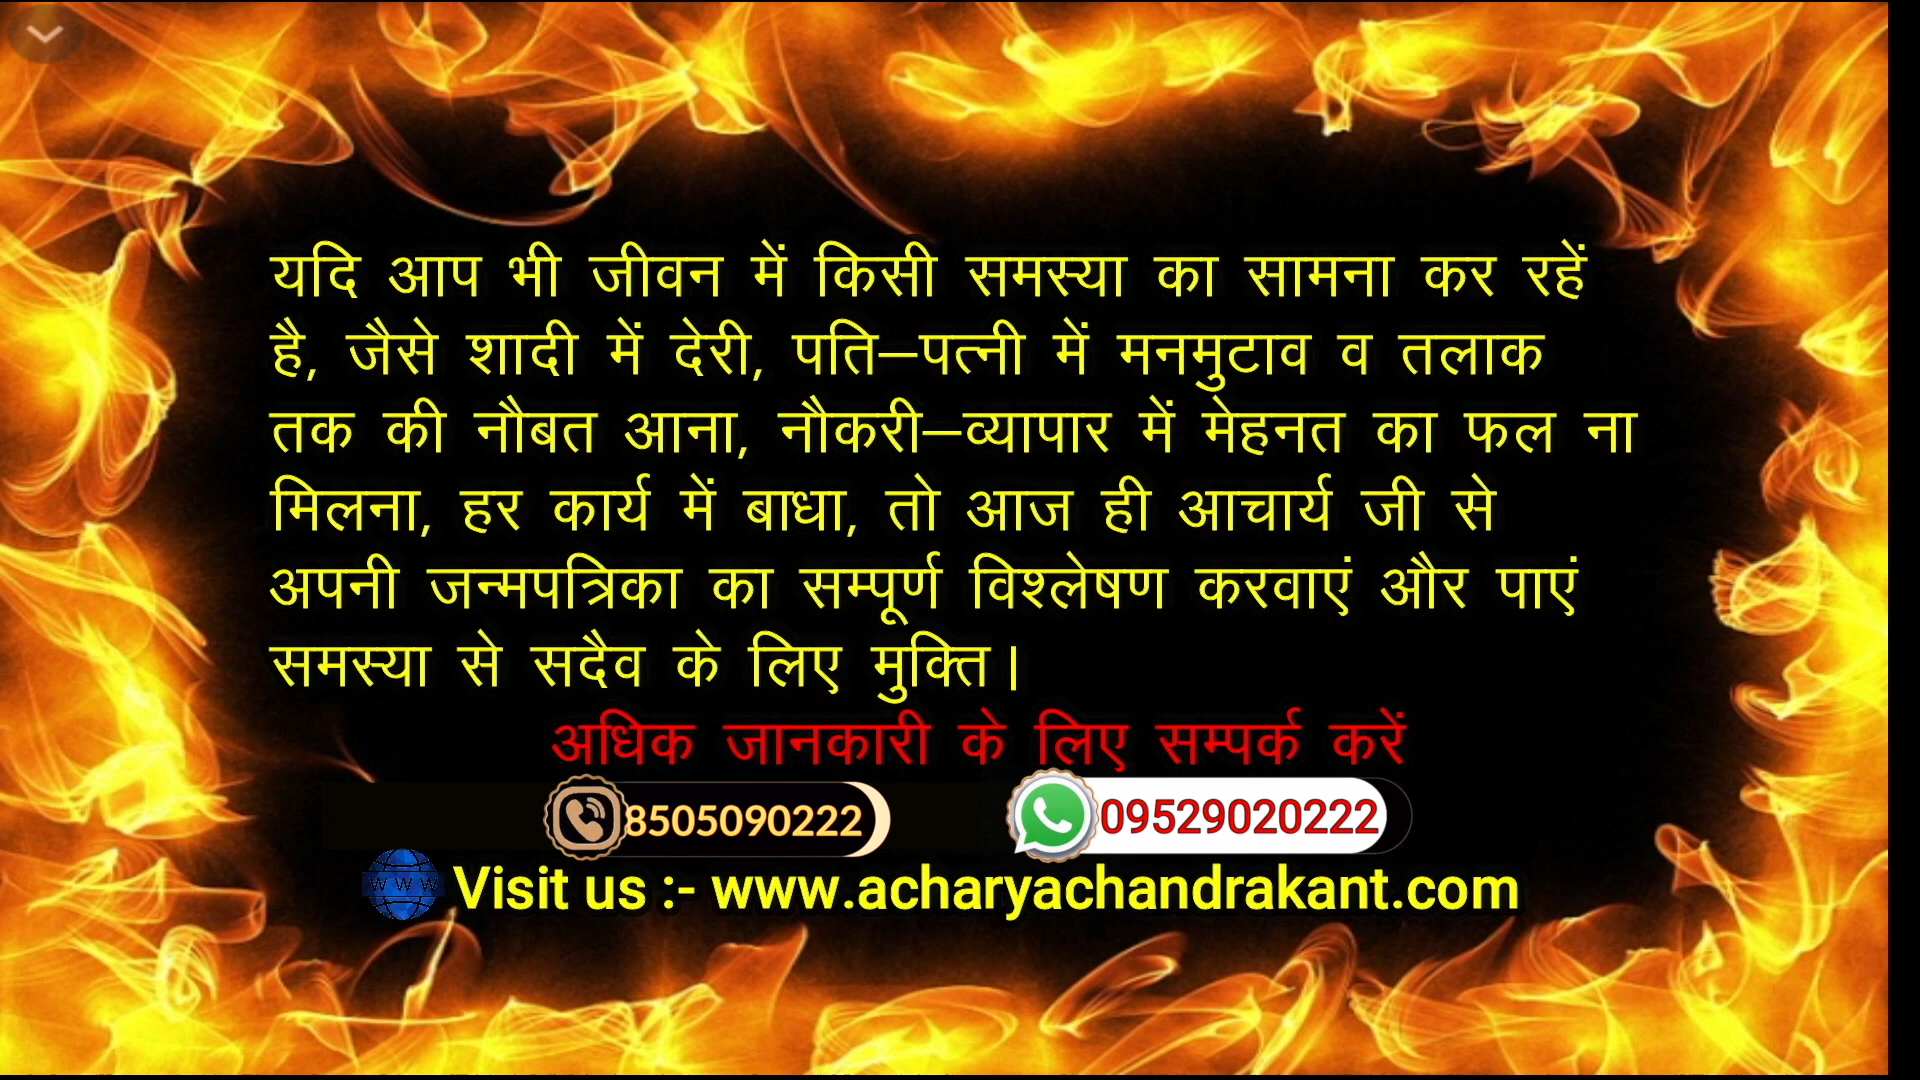 यदि आप भी जीवन में किसी समस्या का सामना कर रहें
है, जैसे शादी में देरी, पति–पत्नी में मनमुटाव व तलाक
तक की नौबत आना, नौकरी–व्यापार में मेहनत का फल ना
मिलना, हर कार्य में बाधा, तो आज ही आचार्य जी से
अपनी जन्मपत्रिका का सम्पूर्ण विश्लेषण करवाएं और पाएं
समस्या से सदैव के लिए मुक्ति।
अधिक जानकारी के लिए सम्पर्क करें
8505090222 09529020222
WWW Visit us :- www.acharyachandrakant.com